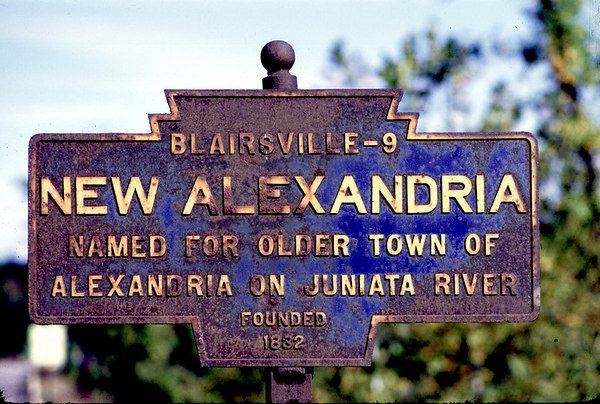 BLAIRSVILLE-9
NEW ALEXANDRIA
NAMED FOR OLDER TOWN OF
ALEXANDRIA ON JUNIATA RIVER
FOUNDED
1832